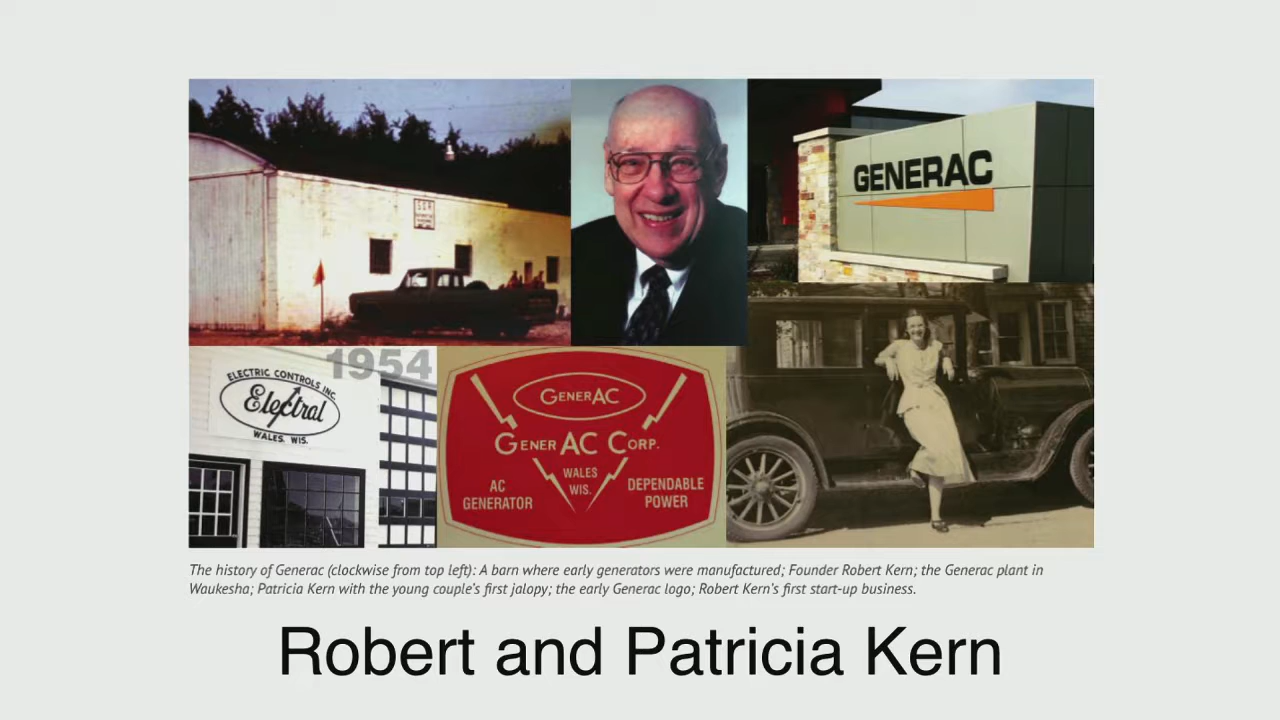 GENERAC
1954
ELECTRIC CONTROLS INC.
Electral
WALES, WIS.
GENERAC
GENERAC CORP.
WALES
WIS.
AC
GENERATOR
DEPENDABLE
POWER
The history of Generac (clockwise from top left): A barn where early generators were manufactured; Founder Robert Kern; the Generac plant in
Waukesha; Patricia Kern with the young couple's first jalopy; the early Generac logo; Robert Kern's first start-up business.
Robert and Patricia Kern